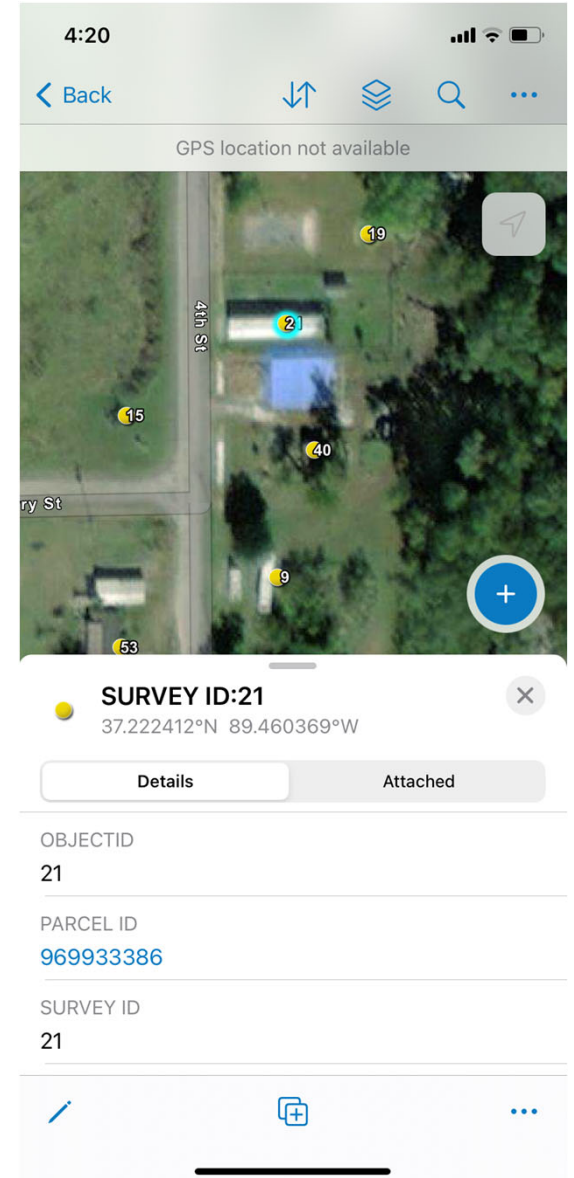 4:20
Back
GPS location not available
19
4th St
21
15
40
ry St
9
53
SURVEY ID:21
37.222412°N 89.460369°W
Details Attached
OBJECTID
21
PARCEL ID
969933386
SURVEY ID
21